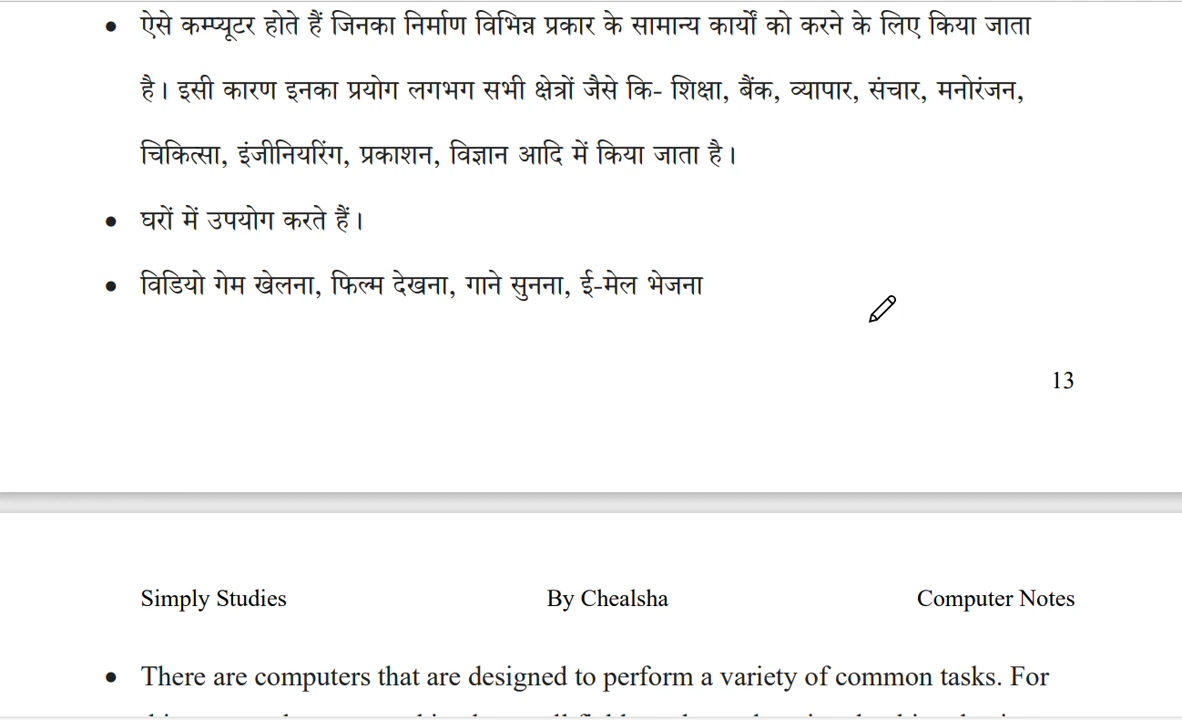 • ऐसे कम्प्यूटर होते हैं जिनका निर्माण विभिन्न प्रकार के सामान्य कार्यों को करने के लिए किया जाता
है। इसी कारण इनका प्रयोग लगभग सभी क्षेत्रों जैसे कि- शिक्षा, बैंक, व्यापार, संचार, मनोरंजन,
चिकित्सा, इंजीनियरिंग, प्रकाशन, विज्ञान आदि में किया जाता है।
• घरों में उपयोग करते हैं।
• विडियो गेम खेलना, फिल्म देखना, गाने सुनना, ई-मेल भेजना
13
Simply Studies By Chealsha Computer Notes
• There are computers that are designed to perform a variety of common tasks. For